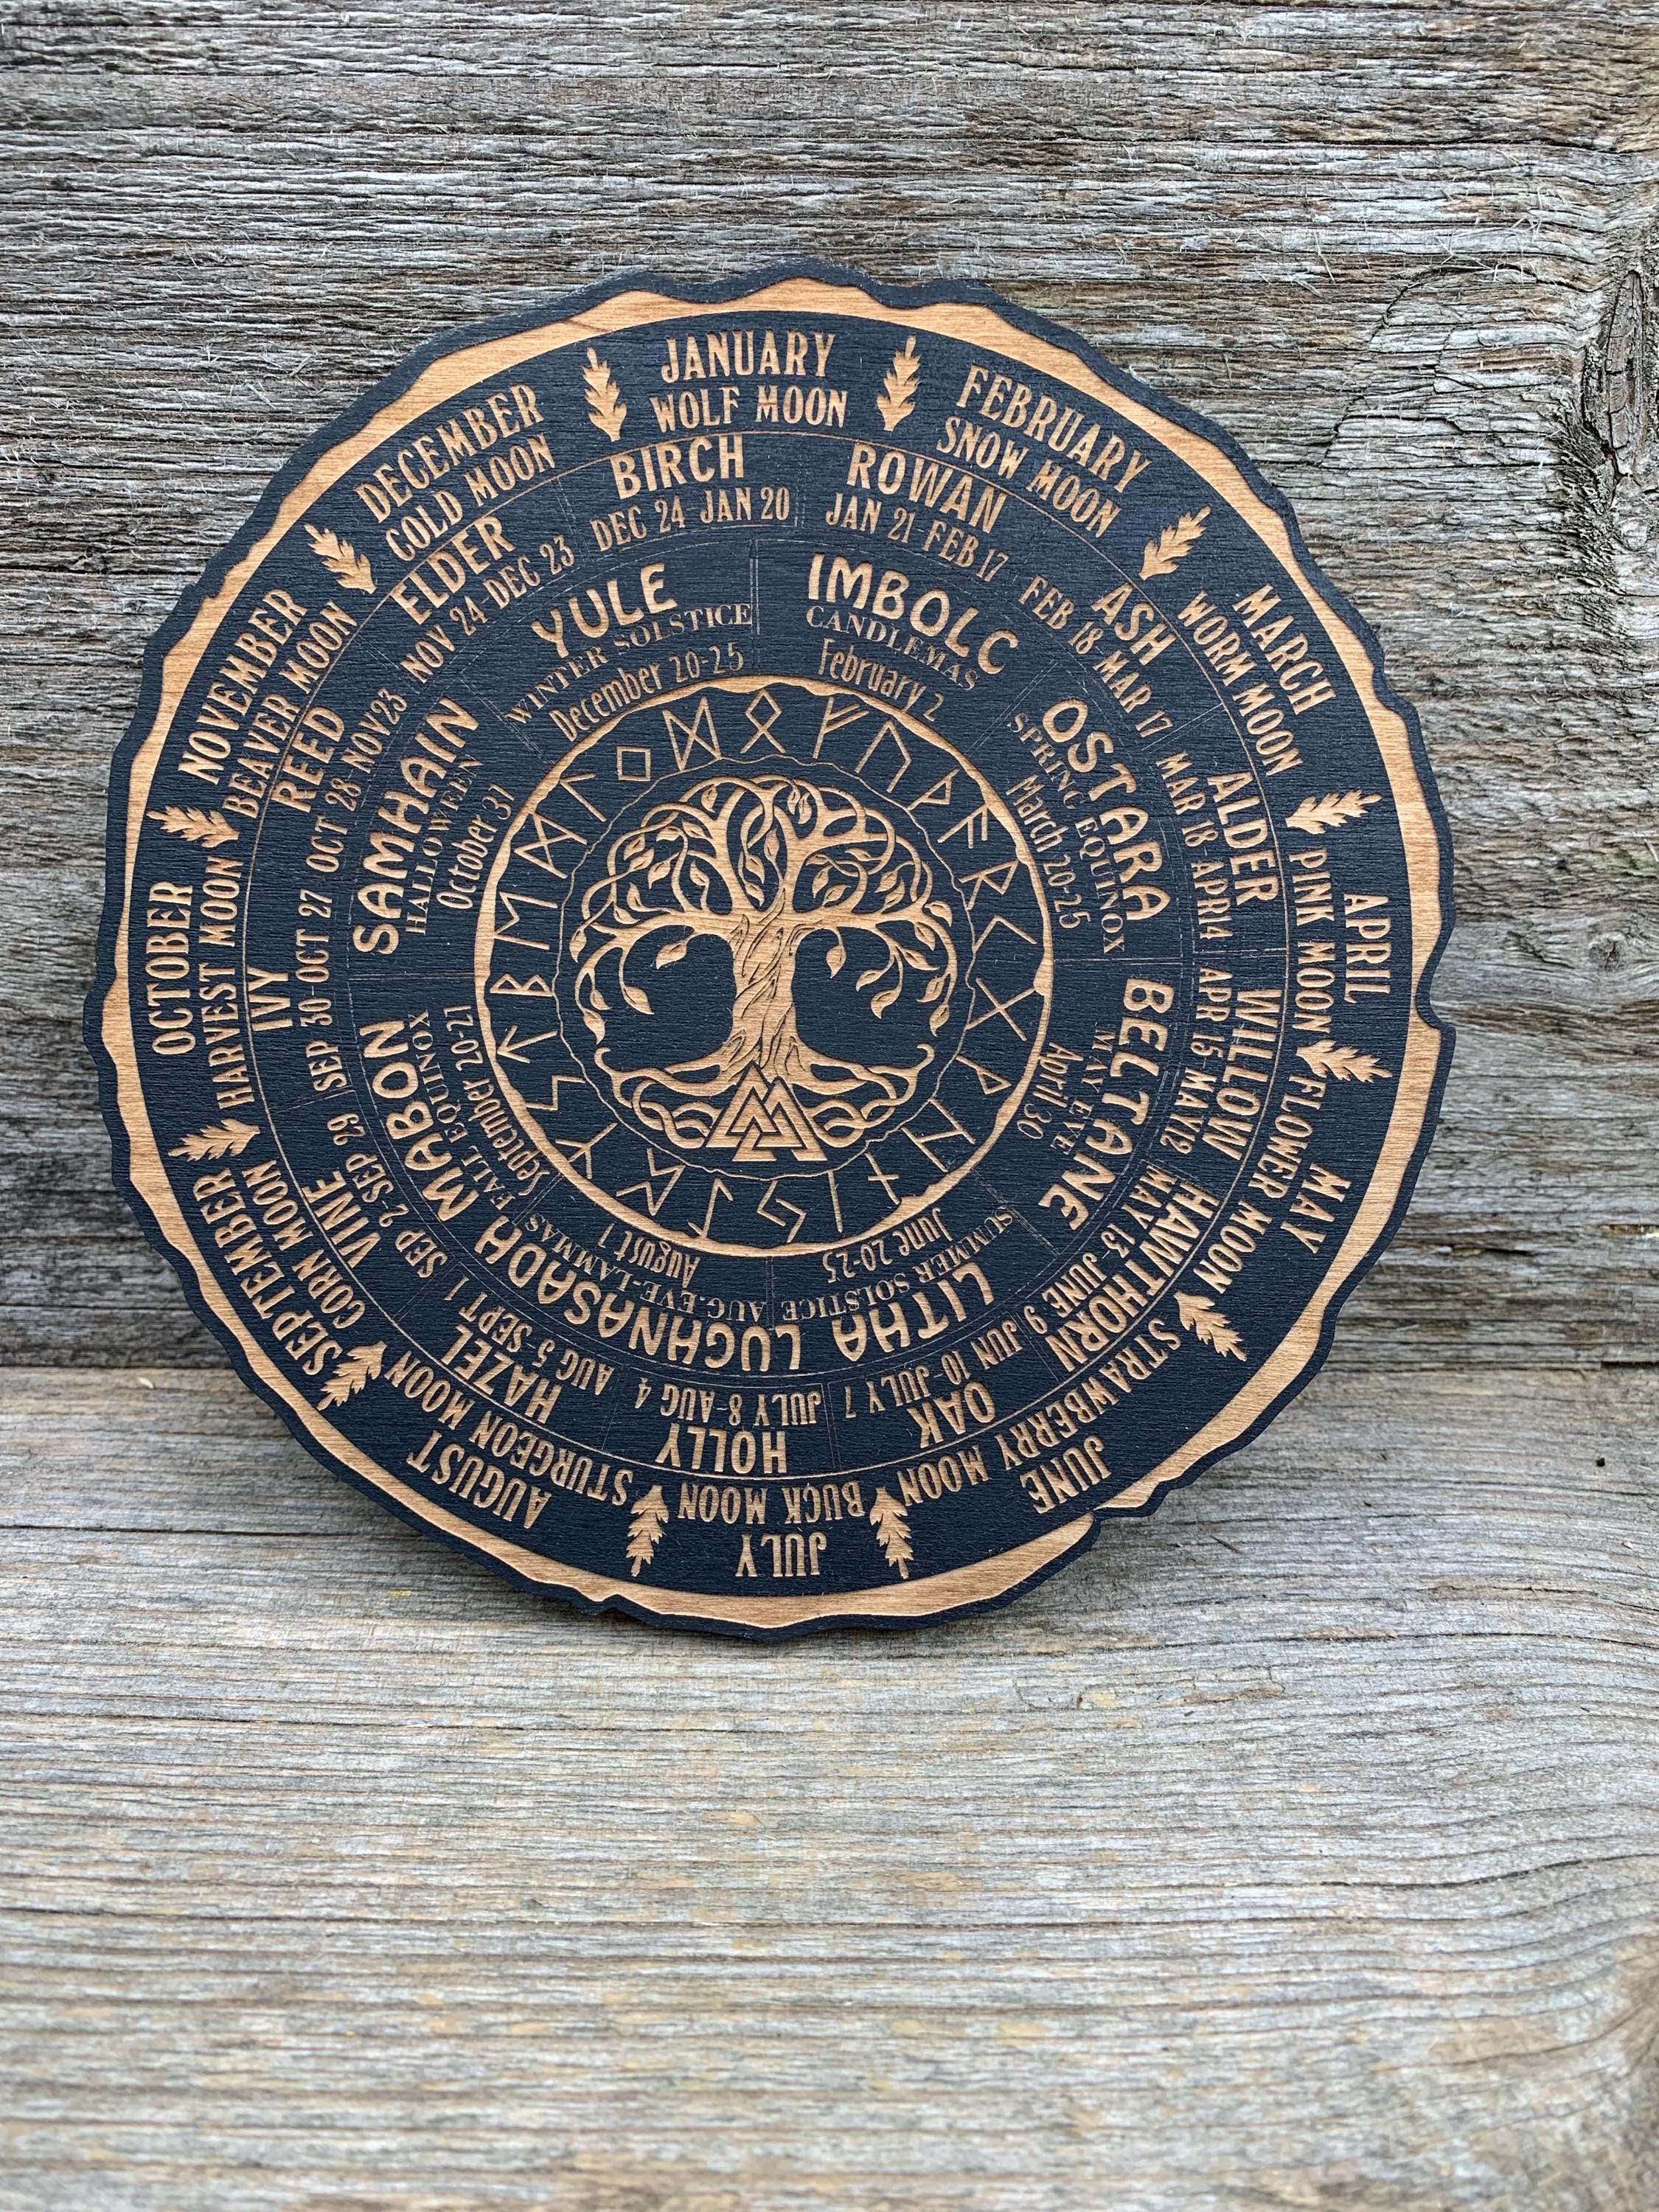 JANUARY
WOLF MOON
FEBRUARY
SNOW MOON
MARCH
WORM MOON
APRIL
PINK MOON
MAY
FLOWER MOON
JUNE
STRAWBERRY MOON
JULY
BUCK MOON
AUGUST
STURGEON MOON
SEPTEMBER
CORN MOON
OCTOBER
HARVEST MOON
NOVEMBER
BEAVER MOON
DECEMBER
COLD MOON
BIRCH
DEC 24-JAN 20
ROWAN
JAN 21 FEB 17
ASH
FEB 18-MAR 17
ALDER
MAR 18 APR14
WILLOW
APR 15 MAY12
HAWTHORN
MAY 13- JUNE 9
OAK
JUN 10-JULY 7
HOLLY
JULY 8-AUG 4
HAZEL
AUG 5-SEPT 1
VINE
SEP 2-SEP 29
IVY
SEP 30-OCT 27
REED
OCT 28-NOV23
ELDER
NOV 24-DEC 23
YULE
WINTER SOLSTICE
December 20-25
IMBOLC
CANDLEMAS
February 2
OSTARA
SPRING EQUINOX
March 20-25
BELTANE
MAY EVE
April 30
LITHA
SUMMER SOLSTICE
June 20-25
LUGHNASADH
AUG.EVE-LAMMAS
August 1
MABON
FALL EQUINOX
September 20-27
SAMHAIN
HALLOWEEN
October 31
ᚠ ᚢ ᚦ ᚨ ᚱ ᚲ ᚷ ᚹ ᚺ ᚾ ᛁ ᛃ ᛇ ᛈ ᛉ ᛊ ᛏ ᛒ ᛖ ᛗ ᛚ ᛜ ᛞ ᛟ